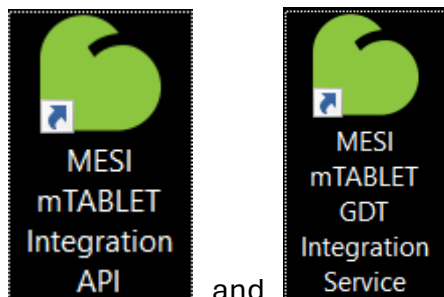 MESI
mTABLET
Integration
API
and
MESI
mTABLET
GDT
Integration
Service